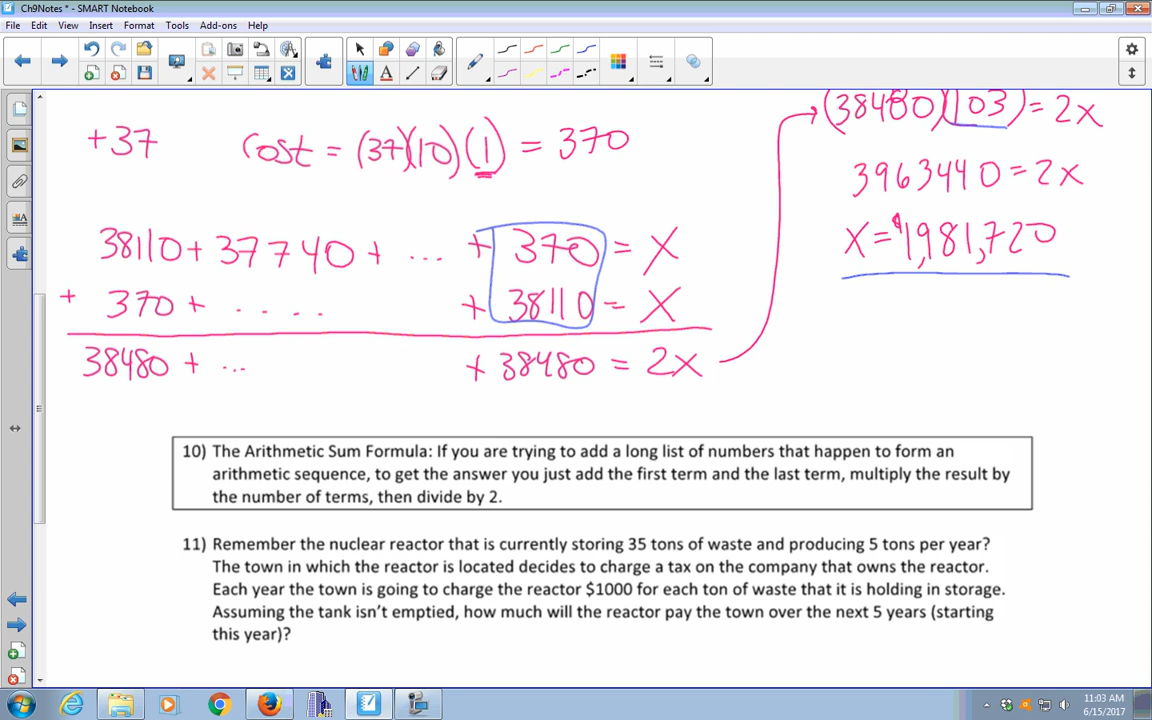 Ch9Notes * - SMART Notebook
File Edit View Insert Format Tools Add-ons Help
(38480)(103) = 2x
+37 Cost = (37)(10)(1) = 370
3963440 = 2x
x = $1,981,720
38110 + 37740 + ... + 370 = x
+ 370 + ..... + 38110 = x
38480 + ... + 38480 = 2x
10) The Arithmetic Sum Formula: If you are trying to add a long list of numbers that happen to form an
arithmetic sequence, to get the answer you just add the first term and the last term, multiply the result by
the number of terms, then divide by 2.
11) Remember the nuclear reactor that is currently storing 35 tons of waste and producing 5 tons per year?
The town in which the reactor is located decides to charge a tax on the company that owns the reactor.
Each year the town is going to charge the reactor $1000 for each ton of waste that it is holding in storage.
Assuming the tank isn't emptied, how much will the reactor pay the town over the next 5 years (starting
this year)?
11:03 AM
6/15/2017